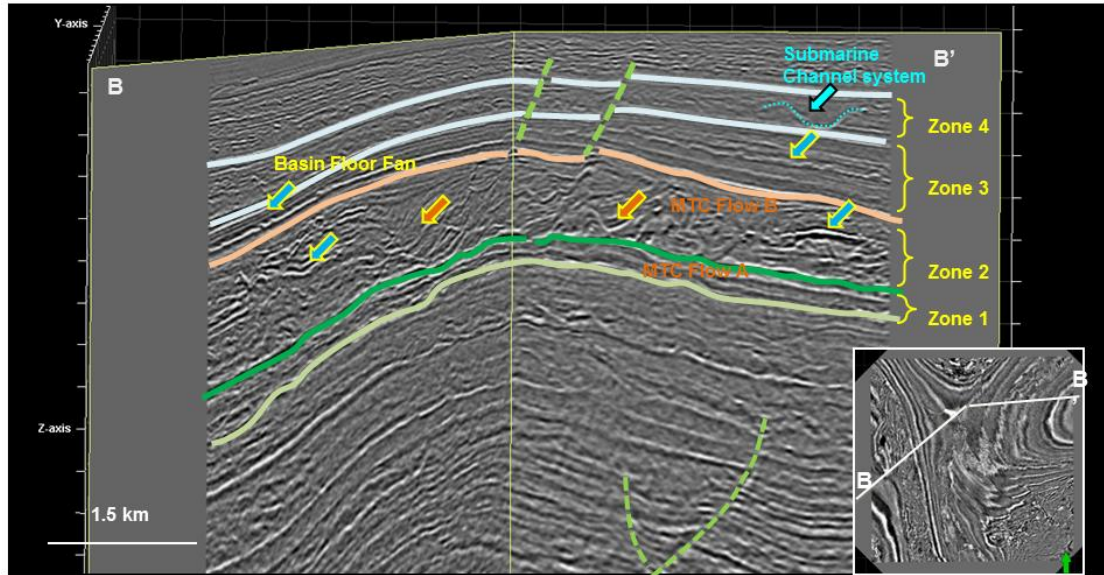 Y-axis
B
B'
Submarine
Channel system
Zone 4
Basin Floor Fan
Zone 3
MTC Flow B
Zone 2
MTC Flow A
Zone 1
Z-axis
1.5 km
B
B'